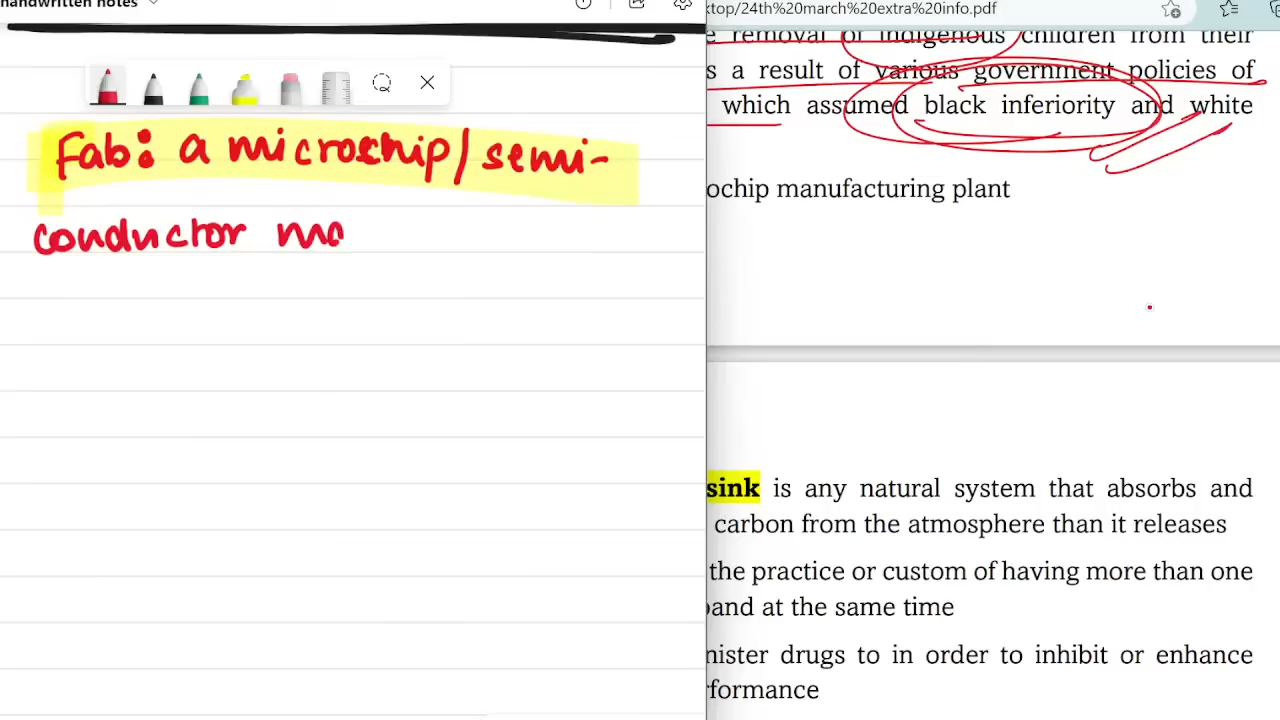 handwritten notes
Fab: a microchip/semi-
conductor ma
ktop/24th%20march%20extra%20info.pdf
e removal of indigenous children from their
s a result of various government policies of
which assumed black inferiority and white
ochip manufacturing plant
sink is any natural system that absorbs and
carbon from the atmosphere than it releases
the practice or custom of having more than one
band at the same time
nister drugs to in order to inhibit or enhance
rformance